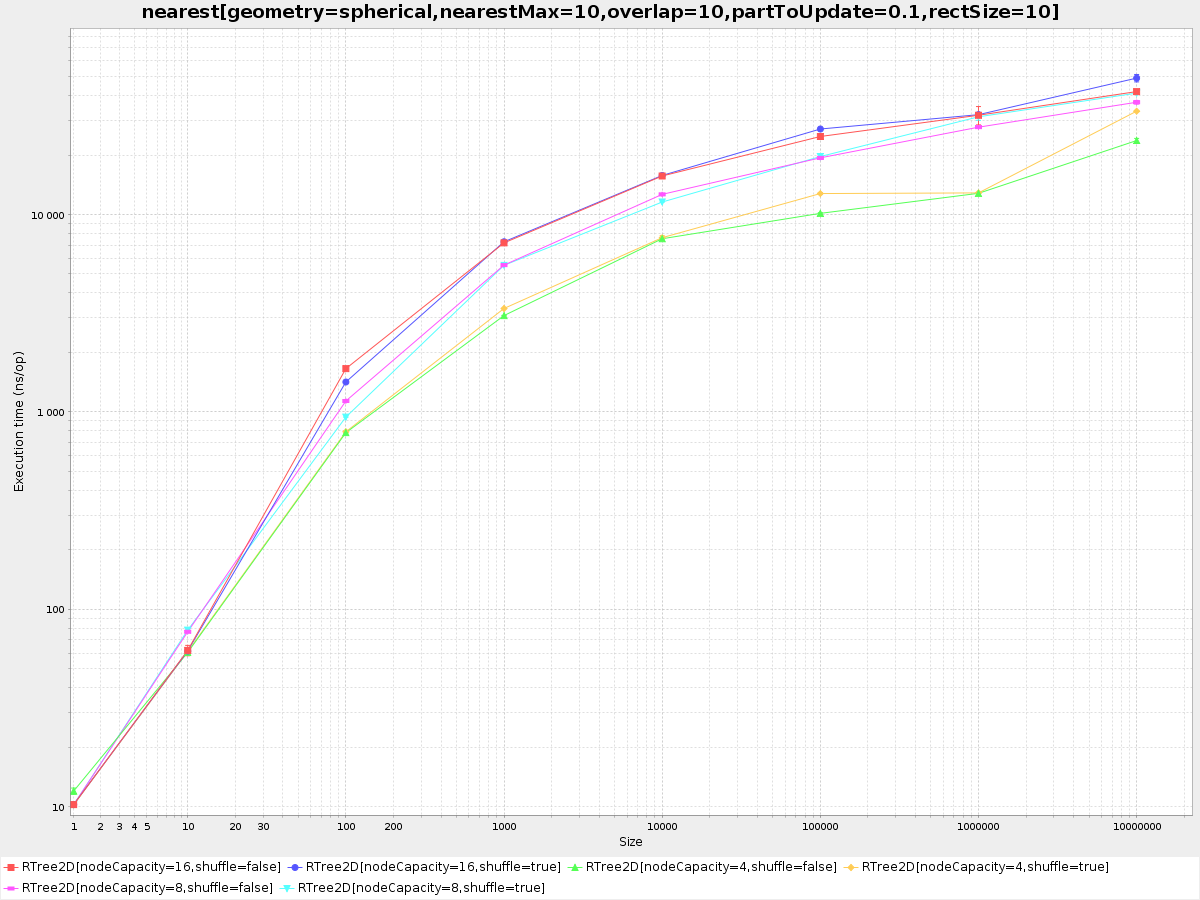 nearest[geometry=spherical,nearestMax=10,overlap=10,partToUpdate=0.1,rectSize=10]
Execution time (ns/op)
10 000
1 000
100
10
1 2 3 4 5 10 20 30 100 200 1000 10000 100000 1000000 10000000
Size
RTree2D[nodeCapacity=16,shuffle=false] RTree2D[nodeCapacity=16,shuffle=true] RTree2D[nodeCapacity=4,shuffle=false] RTree2D[nodeCapacity=4,shuffle=true]
RTree2D[nodeCapacity=8,shuffle=false] RTree2D[nodeCapacity=8,shuffle=true]